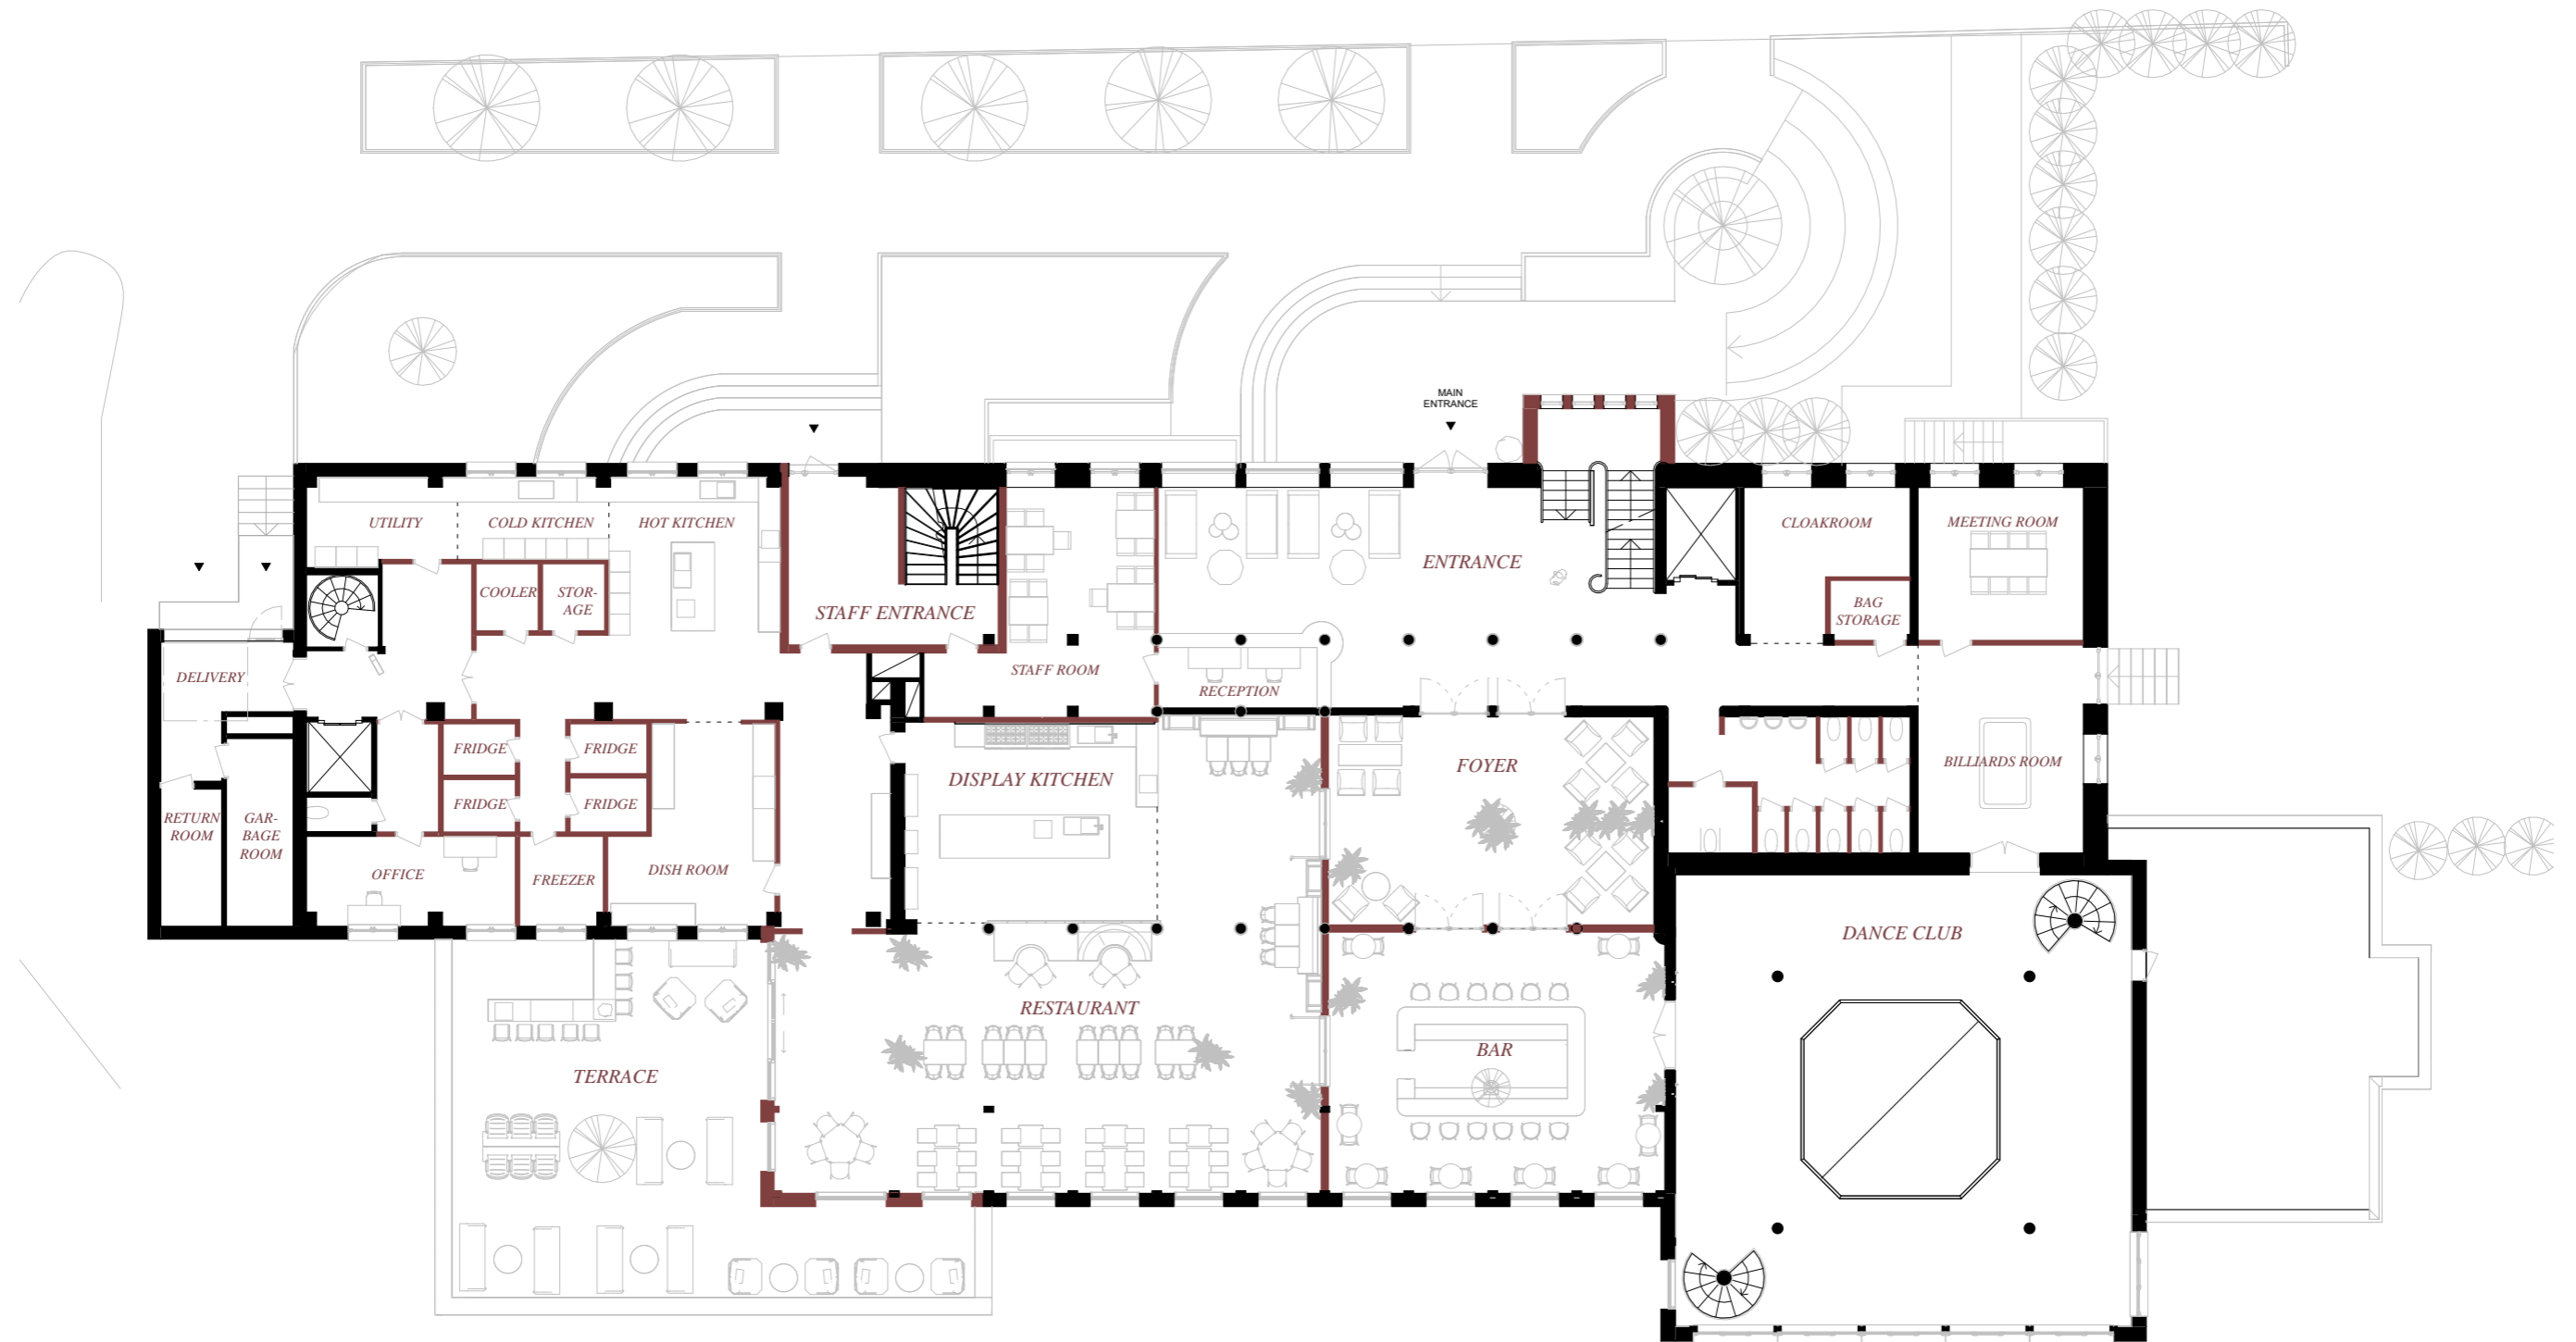 MAIN
ENTRANCE
UTILITY
COLD KITCHEN
HOT KITCHEN
CLOAKROOM
MEETING ROOM
ENTRANCE
COOLER
STOR-
AGE
STAFF ENTRANCE
BAG
STORAGE
DELIVERY
STAFF ROOM
RECEPTION
FRIDGE
FRIDGE
DISPLAY KITCHEN
FOYER
BILLIARDS ROOM
FRIDGE
FRIDGE
RETURN
ROOM
GAR-
BAGE
ROOM
OFFICE
FREEZER
DISH ROOM
DANCE CLUB
RESTAURANT
BAR
TERRACE